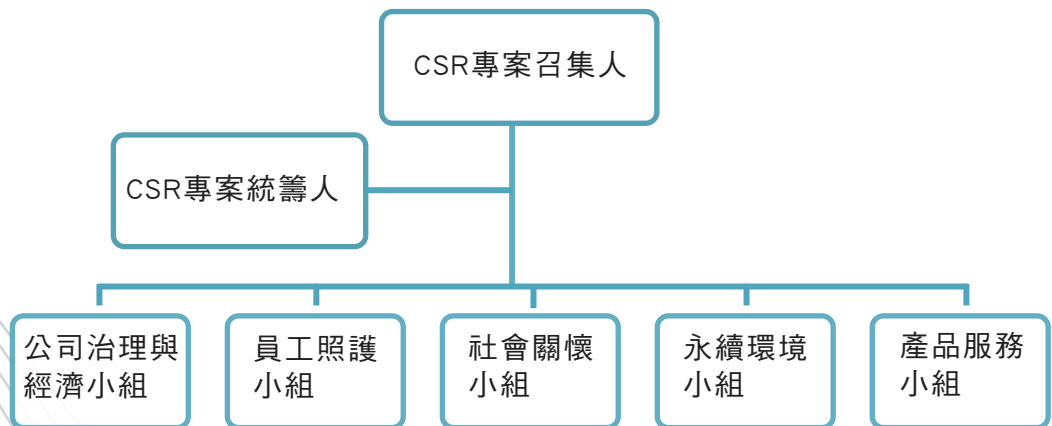 CSR專案召集人
CSR專案統籌人
公司治理與
經濟小組
員工照護
小組
社會關懷
小組
永續環境
小組
產品服務
小組